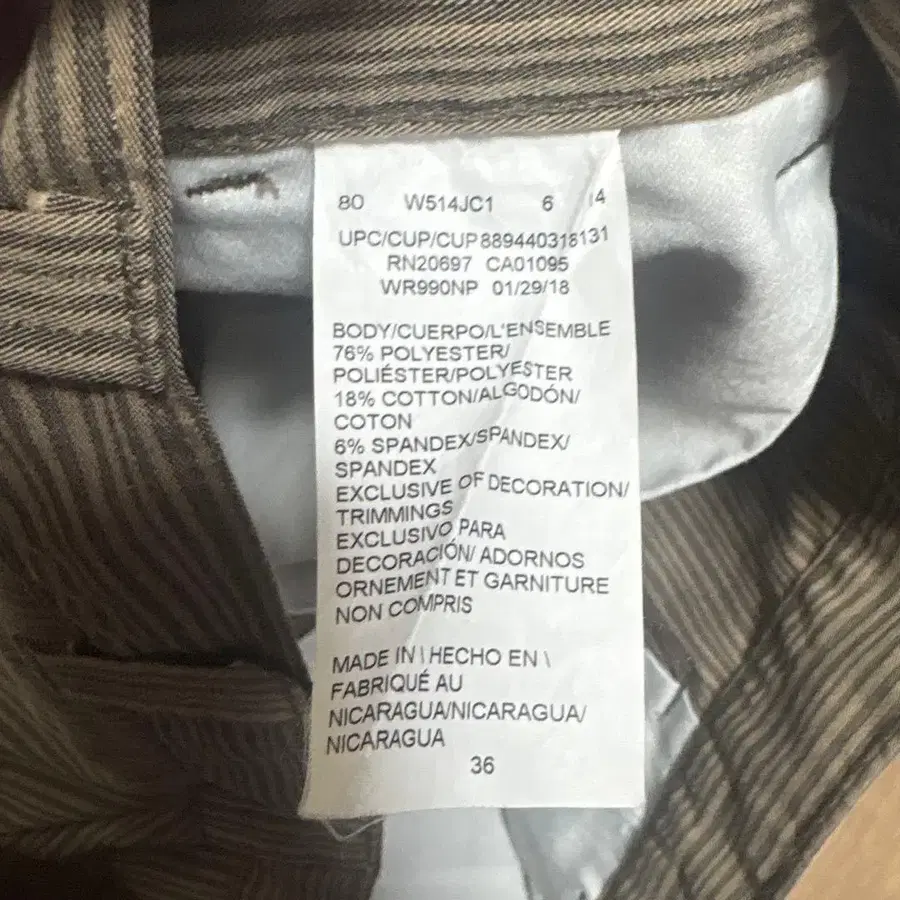 80 W514JC1 6 14
UPC/CUP/CUP 889440318131
RN20697 CA01095
WR990NP 01/29/18
BODY/CUERPO/L'ENSEMBLE
76% POLYESTER/
POLIÉSTER/POLYESTER
18% COTTON/ALGODÓN/
COTON
6% SPANDEX/SPANDEX/
SPANDEX
EXCLUSIVE OF DECORATION/
TRIMMINGS
EXCLUSIVO PARA
DECORACIÓN/ ADORNOS
ORNEMENT ET GARNITURE
NON COMPRIS
MADE IN \ HECHO EN \
FABRIQUÉ AU
NICARAGUA/NICARAGUA/
NICARAGUA
36